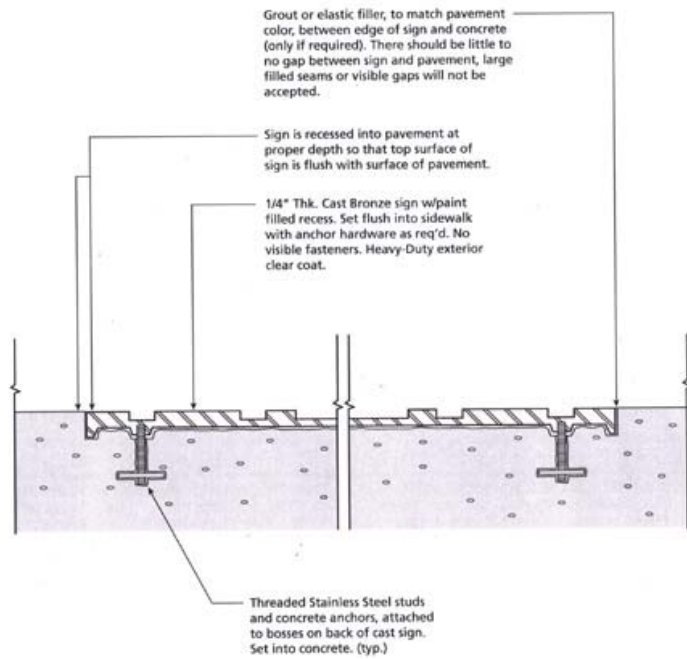 Grout or elastic filler, to match pavement
color, between edge of sign and concrete
(only if required). There should be little to
no gap between sign and pavement, large
filled seams or visible gaps will not be
accepted.
Sign is recessed into pavement at
proper depth so that top surface of
sign is flush with surface of pavement.
1/4" Thk. Cast Bronze sign w/paint
filled recess. Set flush into sidewalk
with anchor hardware as req'd. No
visible fasteners. Heavy-Duty exterior
clear coat.
Threaded Stainless Steel studs
and concrete anchors, attached
to bosses on back of cast sign.
Set into concrete. (typ.)